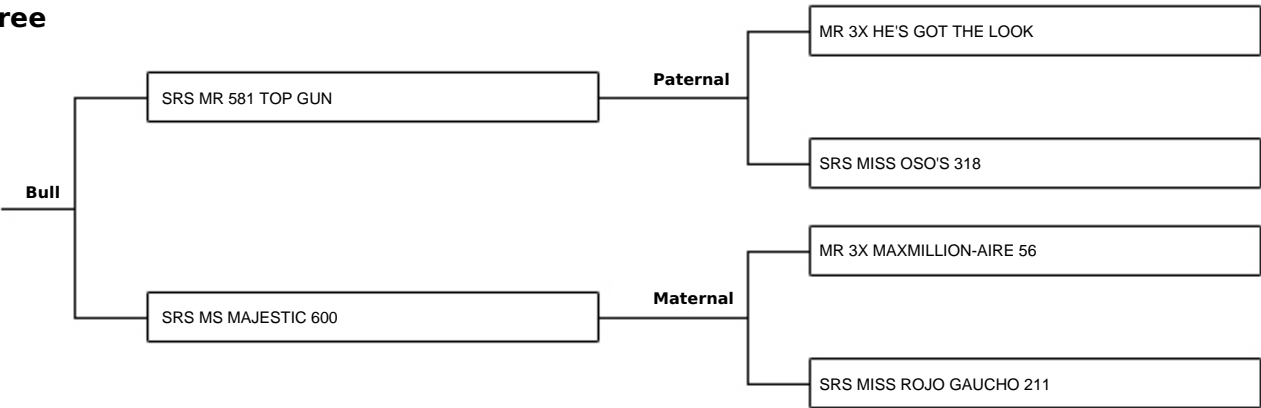 ree
MR 3X HE'S GOT THE LOOK
Paternal
SRS MR 581 TOP GUN
SRS MISS OSO'S 318
Bull
MR 3X MAXMILLION-AIRE 56
Maternal
SRS MS MAJESTIC 600
SRS MISS ROJO GAUCHO 211